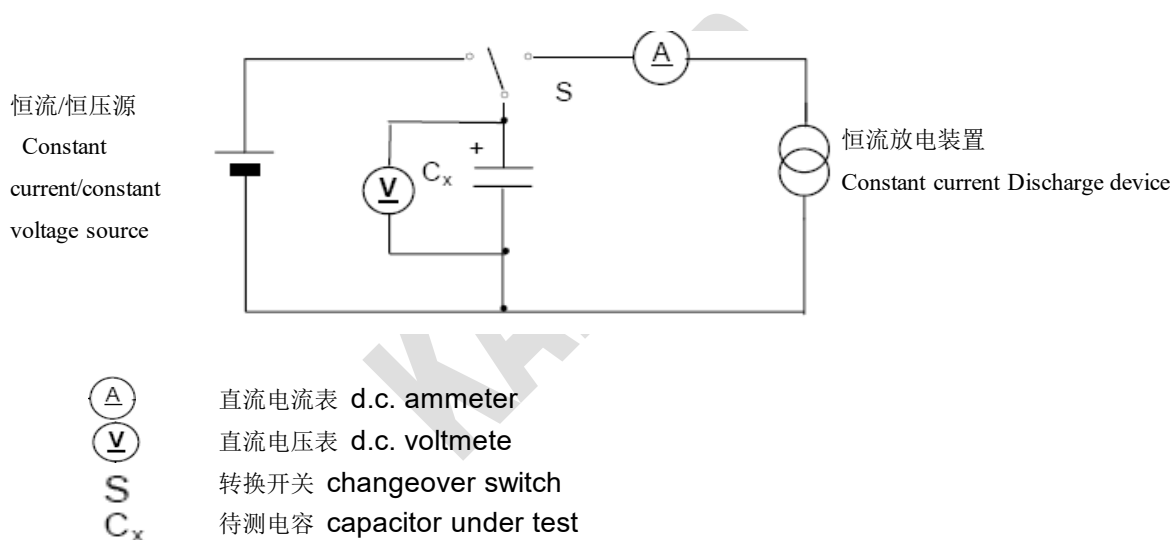 A
S
恒流/恒压源
Constant
current/constant
voltage source
+
V
Cx
恒流放电装置
Constant current Discharge device
A 直流电流表 d.c. ammeter
V 直流电压表 d.c. voltmete
S 转换开关 changeover switch
Cx 待测电容 capacitor under test